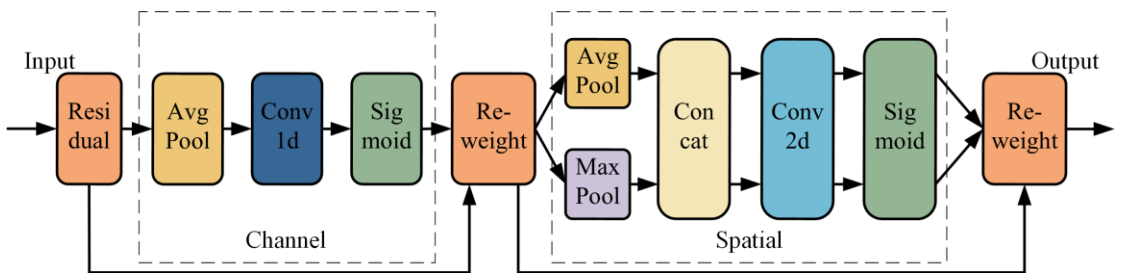 Input
Resi
dual
Avg
Pool
Conv
1d
Sig
moid
Channel
Re-
weight
Avg
Pool
Max
Pool
Con
cat
Conv
2d
Sig
moid
Spatial
Output
Re-
weight